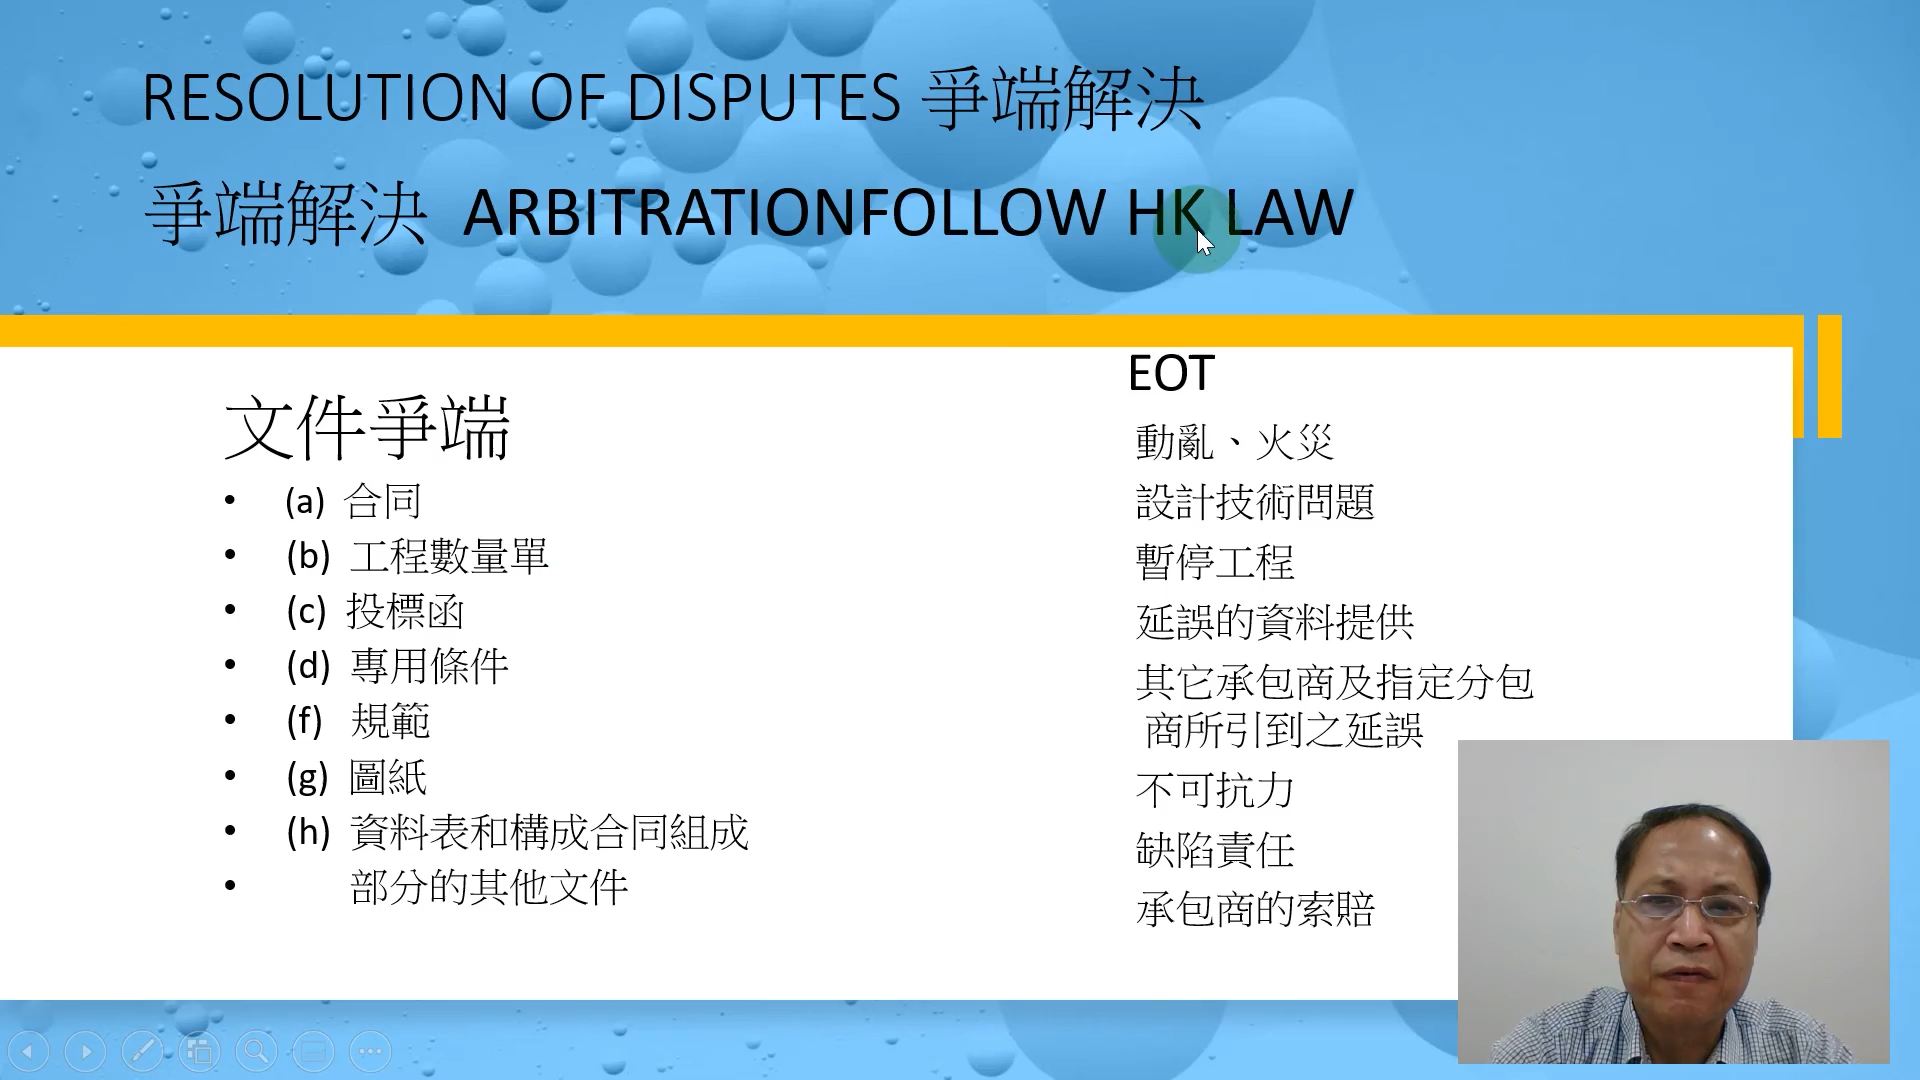 RESOLUTION OF DISPUTES 爭端解決
爭端解決 ARBITRATIONFOLLOW HK LAW
文件爭端
• (a) 合同
• (b) 工程數量單
• (c) 投標函
• (d) 專用條件
• (f) 規範
• (g) 圖紙
• (h) 資料表和構成合同組成
• 部分的其他文件
EOT
動亂、火災
設計技術問題
暫停工程
延誤的資料提供
其它承包商及指定分包
商所引到之延誤
不可抗力
缺陷責任
承包商的索賠